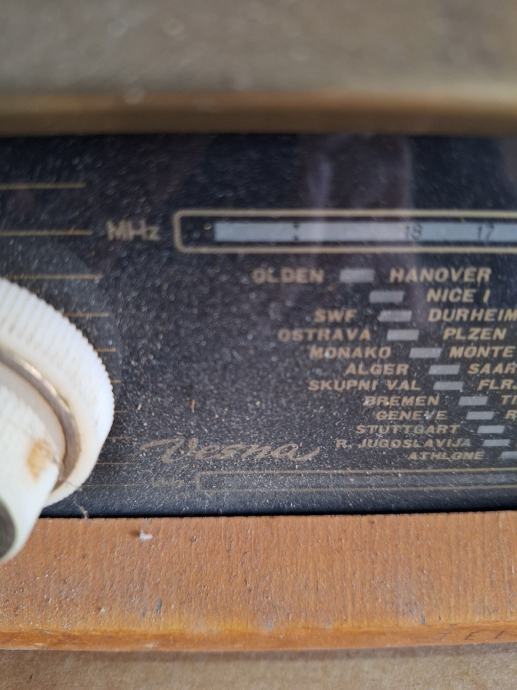 MHz 18 17
OLDEN HANOVER
NICE I
SWF DURHEIM
OSTRAVA PLZEN
MONAKO MONTE
ALGER SAAR
SKUPNI VAL FLR
BREMEN
GENEVE R
STUTTGART
R. JUGOSLAVIJA
ATHLONE
Vesna